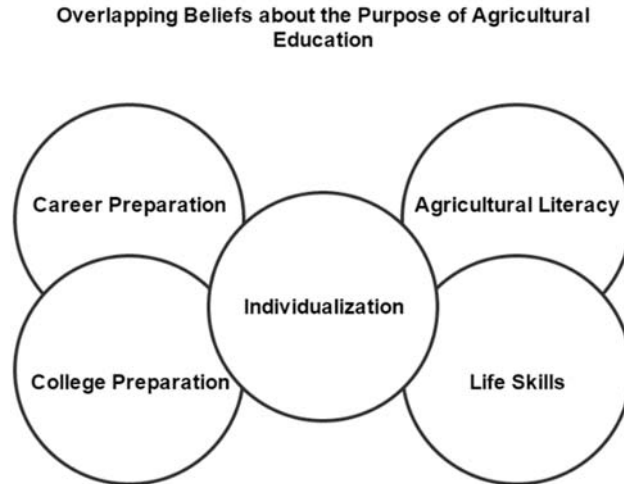 Overlapping Beliefs about the Purpose of Agricultural
Education
Career Preparation
Agricultural Literacy
Individualization
College Preparation
Life Skills